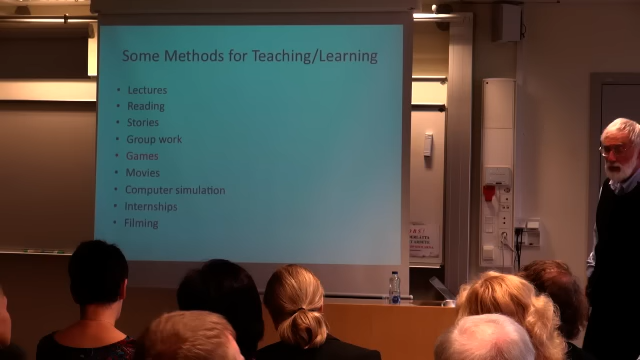 Some Methods for Teaching/Learning
• Lectures
• Reading
• Stories
• Group work
• Games
• Movies
• Computer simulation
• Internships
• Filming